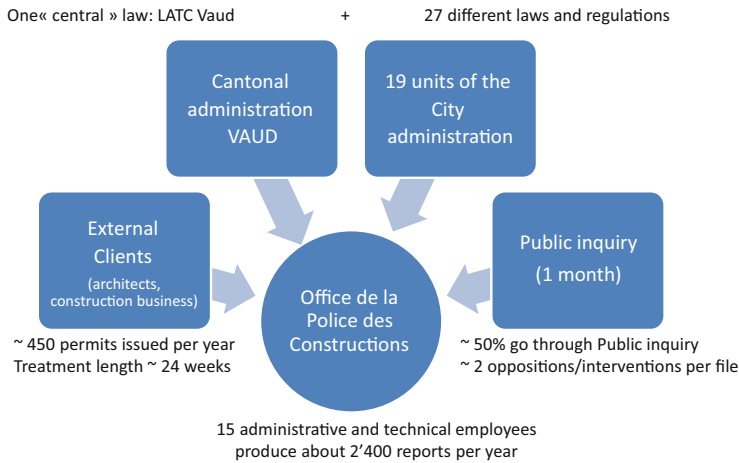 One« central » law: LATC Vaud + 27 different laws and regulations
Cantonal
administration
VAUD
19 units of the
City
administration
External
Clients
(architects,
construction business)
Public inquiry
(1 month)
Office de la
Police des
Constructions
~ 450 permits issued per year
Treatment length ~ 24 weeks
~ 50% go through Public inquiry
~ 2 oppositions/interventions per file
15 administrative and technical employees
produce about 2'400 reports per year